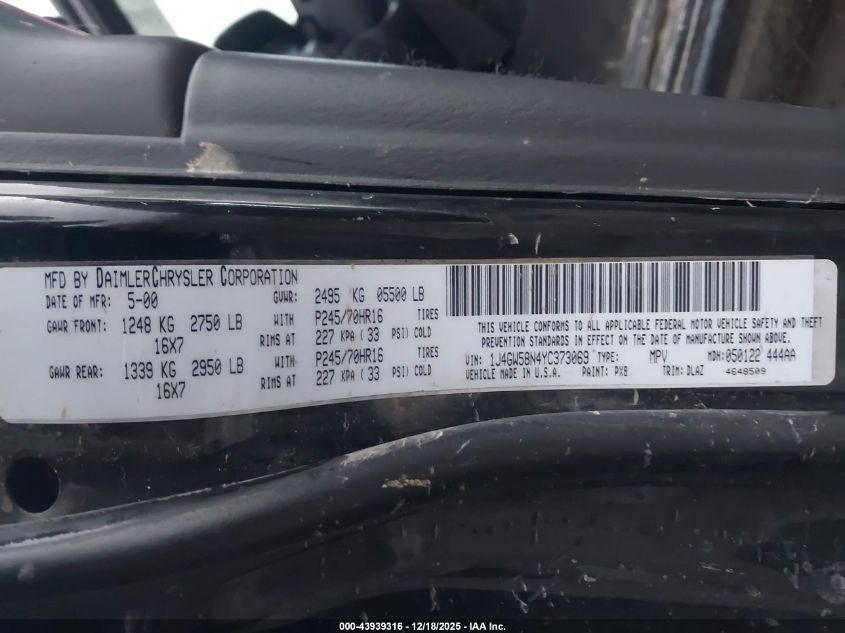 MFD BY DAIMLERCHRYSLER CORPORATION
DATE OF MFR: 5-00 GVWR: 2495 KG 05500 LB
GAWR FRONT: 1248 KG 2750 LB WITH P245/70HR16 TIRES
16X7 RIMS AT 227 KPA ( 33 PSI) COLD
GAWR REAR: 1339 KG 2950 LB WITH P245/70HR16 TIRES
16X7 RIMS AT 227 KPA ( 33 PSI) COLD
THIS VEHICLE CONFORMS TO ALL APPLICABLE FEDERAL MOTOR VEHICLE SAFETY AND THEFT
PREVENTION STANDARDS IN EFFECT ON THE DATE OF MANUFACTURE SHOWN ABOVE.
VIN: 1J4GW58N4YC373069 TYPE: MPV MDH: 050122 444AA
VEHICLE MADE IN U.S.A. PAINT: PX8 TRIM: DLAZ 4648509
000-43939316 + 12/18/2025 - IAA Inc.